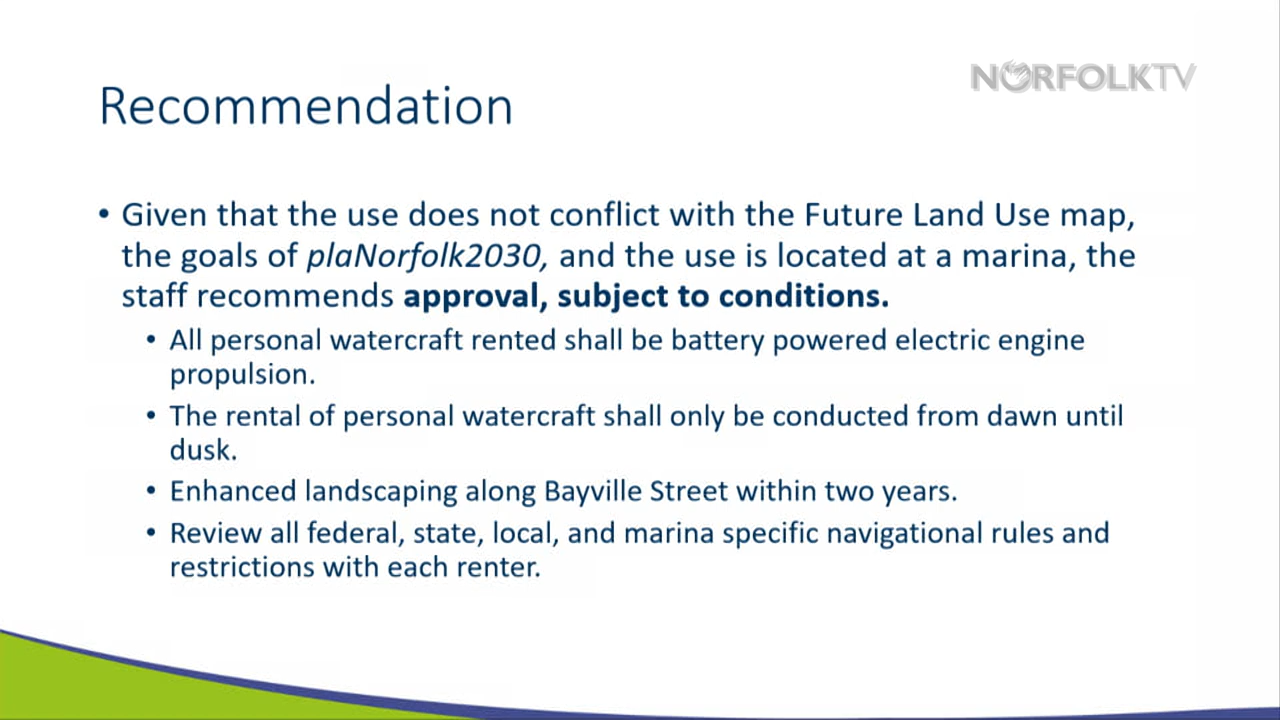 NORFOLKTV
Recommendation
• Given that the use does not conflict with the Future Land Use map,
the goals of plaNorfolk2030, and the use is located at a marina, the
staff recommends approval, subject to conditions.
• All personal watercraft rented shall be battery powered electric engine
propulsion.
• The rental of personal watercraft shall only be conducted from dawn until
dusk.
• Enhanced landscaping along Bayville Street within two years.
• Review all federal, state, local, and marina specific navigational rules and
restrictions with each renter.